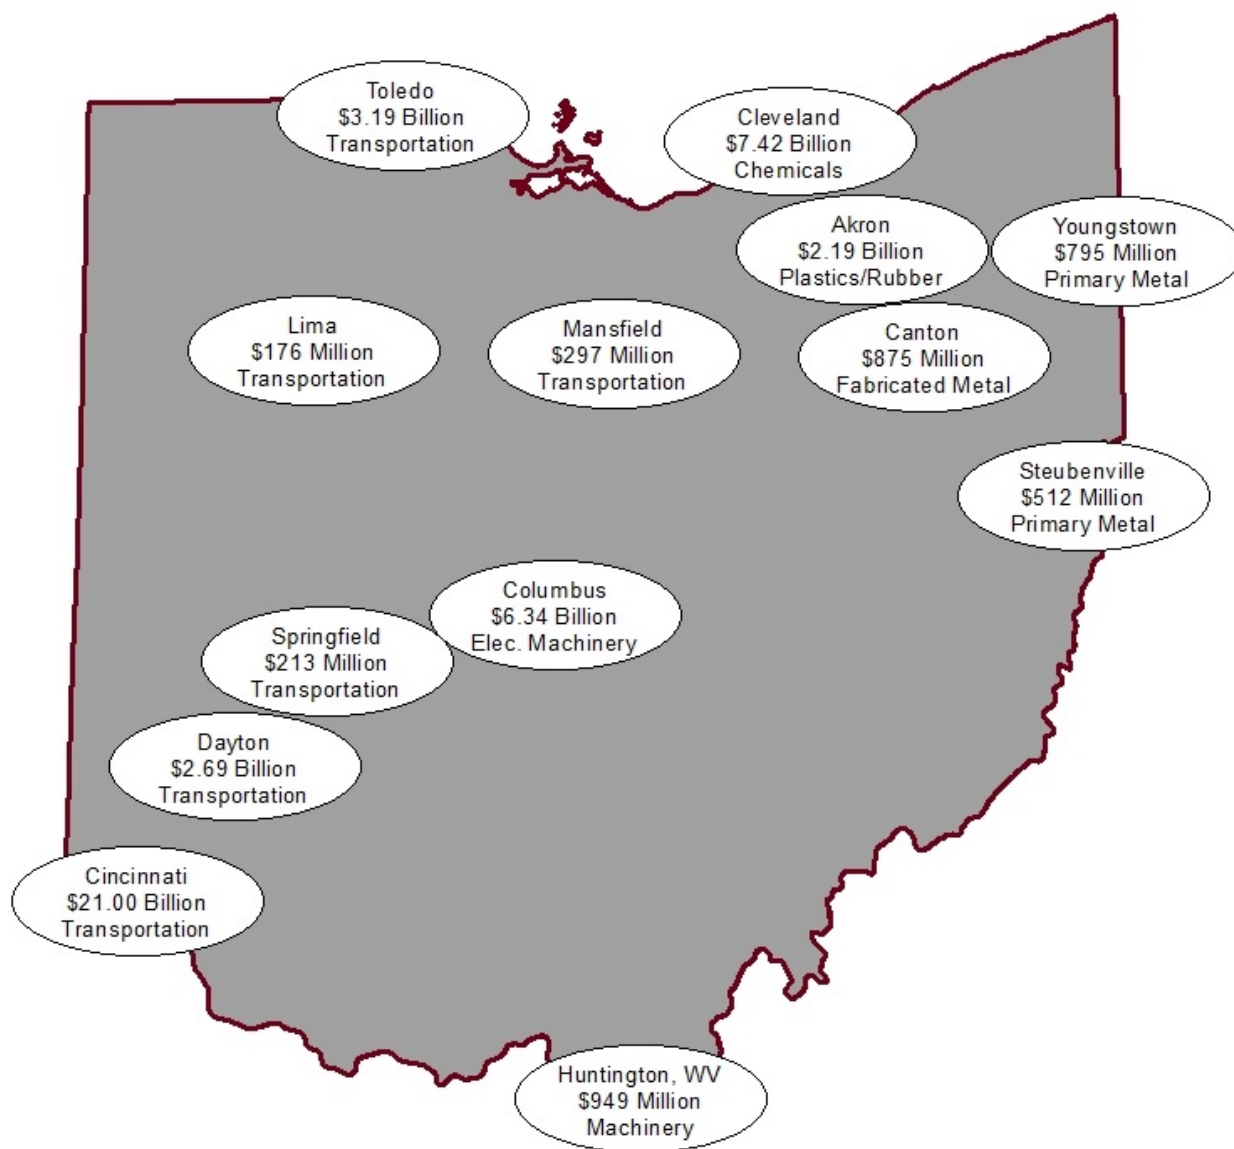 Toledo
$3.19 Billion
Transportation
Cleveland
$7.42 Billion
Chemicals
Akron
$2.19 Billion
Plastics/Rubber
Youngstown
$795 Million
Primary Metal
Lima
$176 Million
Transportation
Mansfield
$297 Million
Transportation
Canton
$875 Million
Fabricated Metal
Steubenville
$512 Million
Primary Metal
Columbus
$6.34 Billion
Elec. Machinery
Springfield
$213 Million
Transportation
Dayton
$2.69 Billion
Transportation
Cincinnati
$21.00 Billion
Transportation
Huntington, WV
$949 Million
Machinery